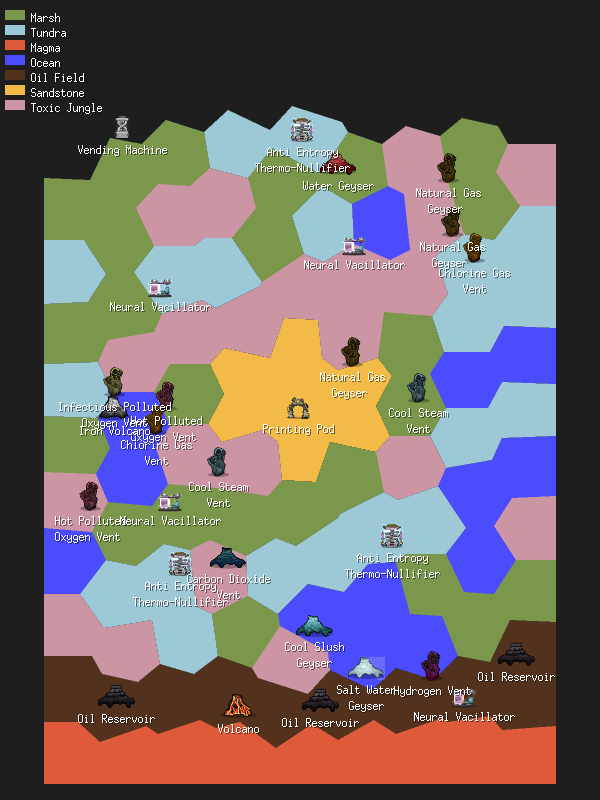 Marsh
Tundra
Magma
Ocean
Oil Field
Sandstone
Toxic Jungle
Vending Machine
Anti Entropy
Thermo-Nullifier
Water Geyser
Natural Gas
Geyser
Natural Gas
Geyser
Chlorine Gas
Vent
Neural Vacillator
Neural Vacillator
Natural Gas
Geyser
Infectious Polluted
Oxygen Vent
Iron Volcano
Hot Polluted
Oxygen Vent
Chlorine Gas
Vent
Printing Pod
Cool Steam
Vent
Cool Steam
Vent
Hot Polluted
Oxygen Vent
Neural Vacillator
Anti Entropy
Thermo-Nullifier
Carbon Dioxide
Vent
Anti Entropy
Thermo-Nullifier
Cool Slush
Geyser
Salt Water
Geyser
Hydrogen Vent
Oil Reservoir
Neural Vacillator
Oil Reservoir
Volcano
Oil Reservoir